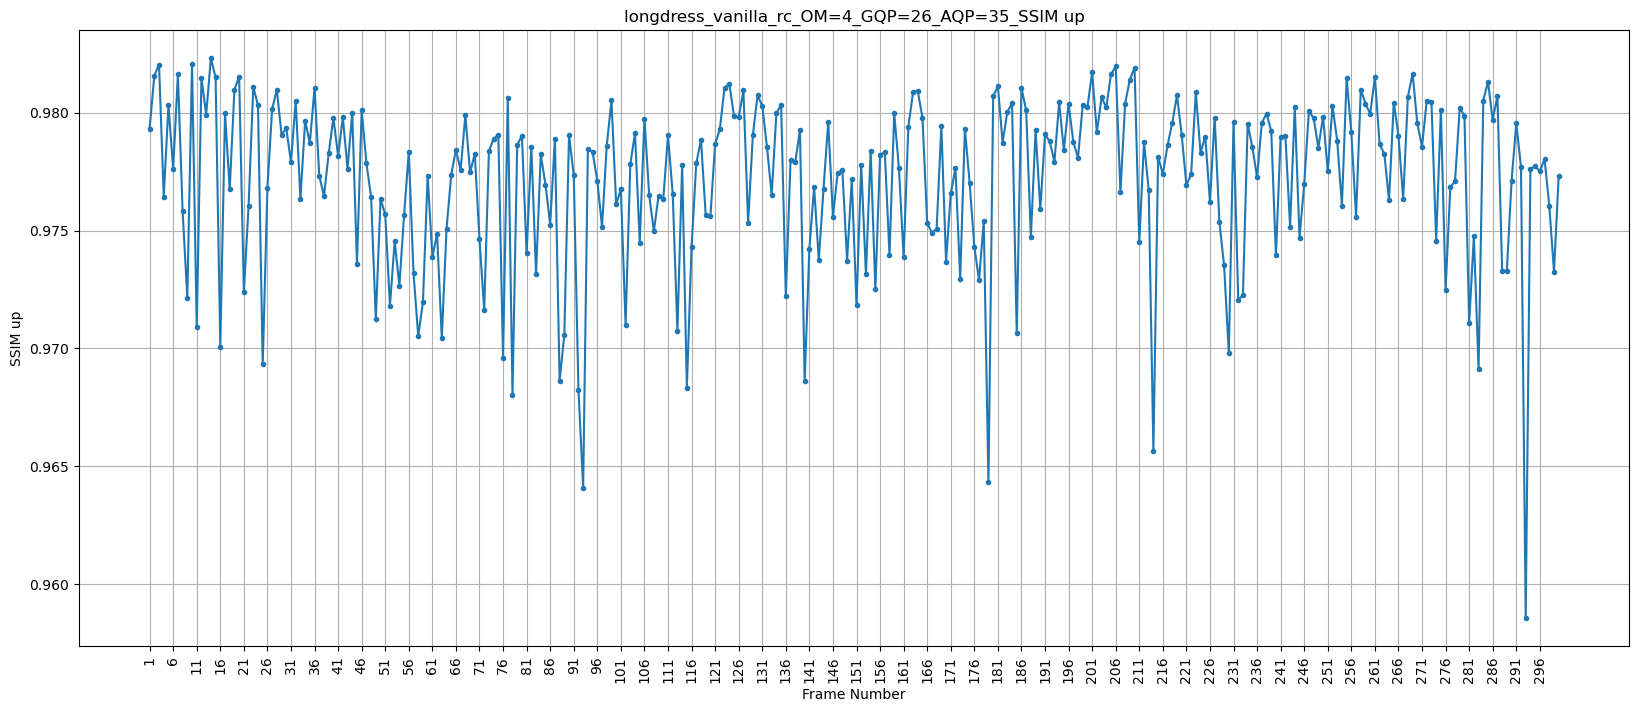 longdress_vanilla_rc_OM=4_GQP=26_AQP=35_SSIM up
SSIM up
0.980
0.975
0.970
0.965
0.960
1 6 11 16 21 26 31 36 41 46 51 56 61 66 71 76 81 86 91 96 101 106 111 116 121 126 131 136 141 146 151 156 161 166 171 176 181 186 191 196 201 206 211 216 221 226 231 236 241 246 251 256 261 266 271 276 281 286 291 296
Frame Number